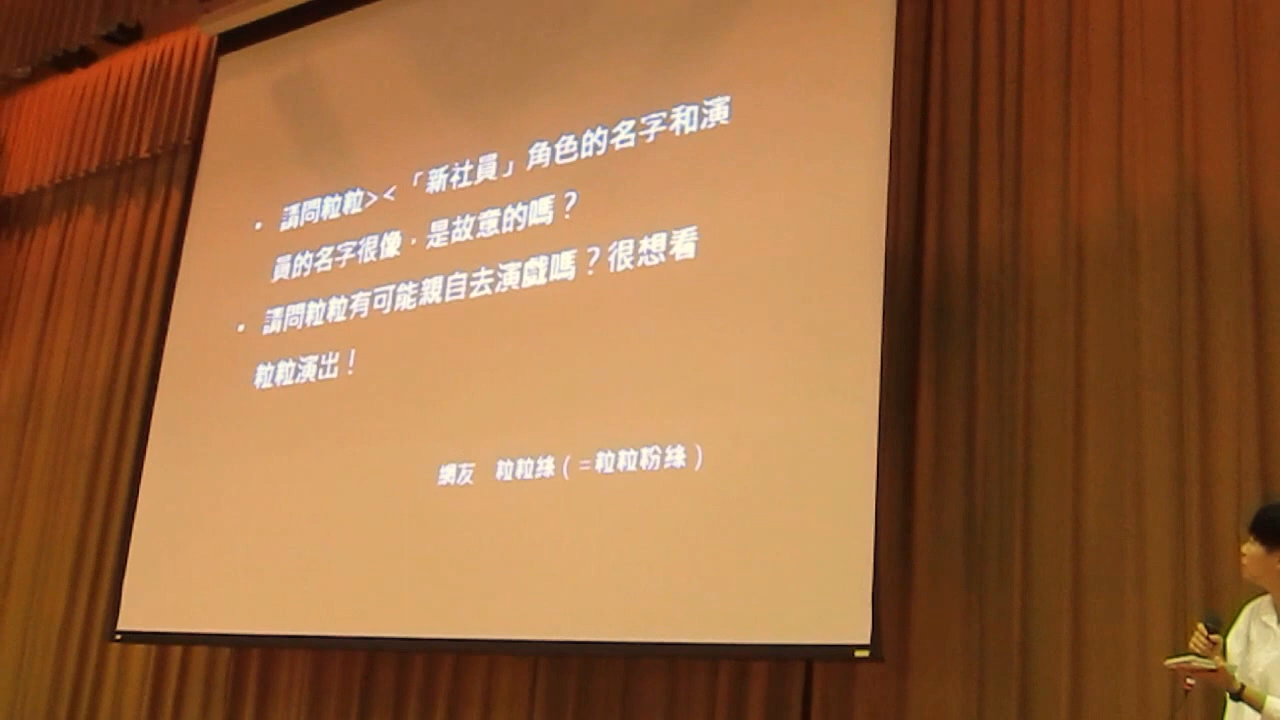 • 請問粒粒><「新社員」角色的名字和演
員的名字很像，是故意的嗎？
• 請問粒粒有可能親自去演戲嗎？很想看
粒粒演出！
網友 粒粒絲（=粒粒粉絲）